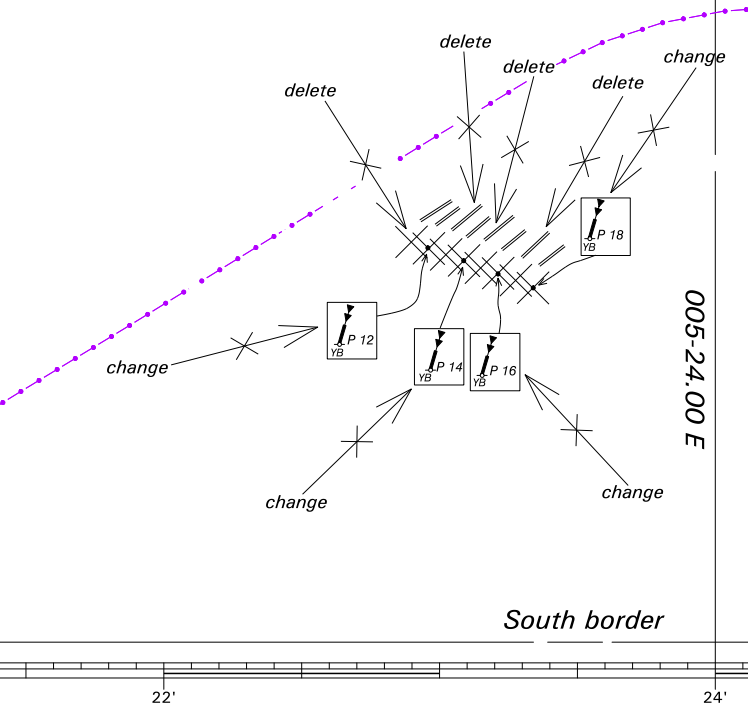 delete
delete
change
delete
delete
P 18
YB
005-24.00 E
P 12
YB
change
P 14
YB
P 16
YB
change
change
South border
22'
24'